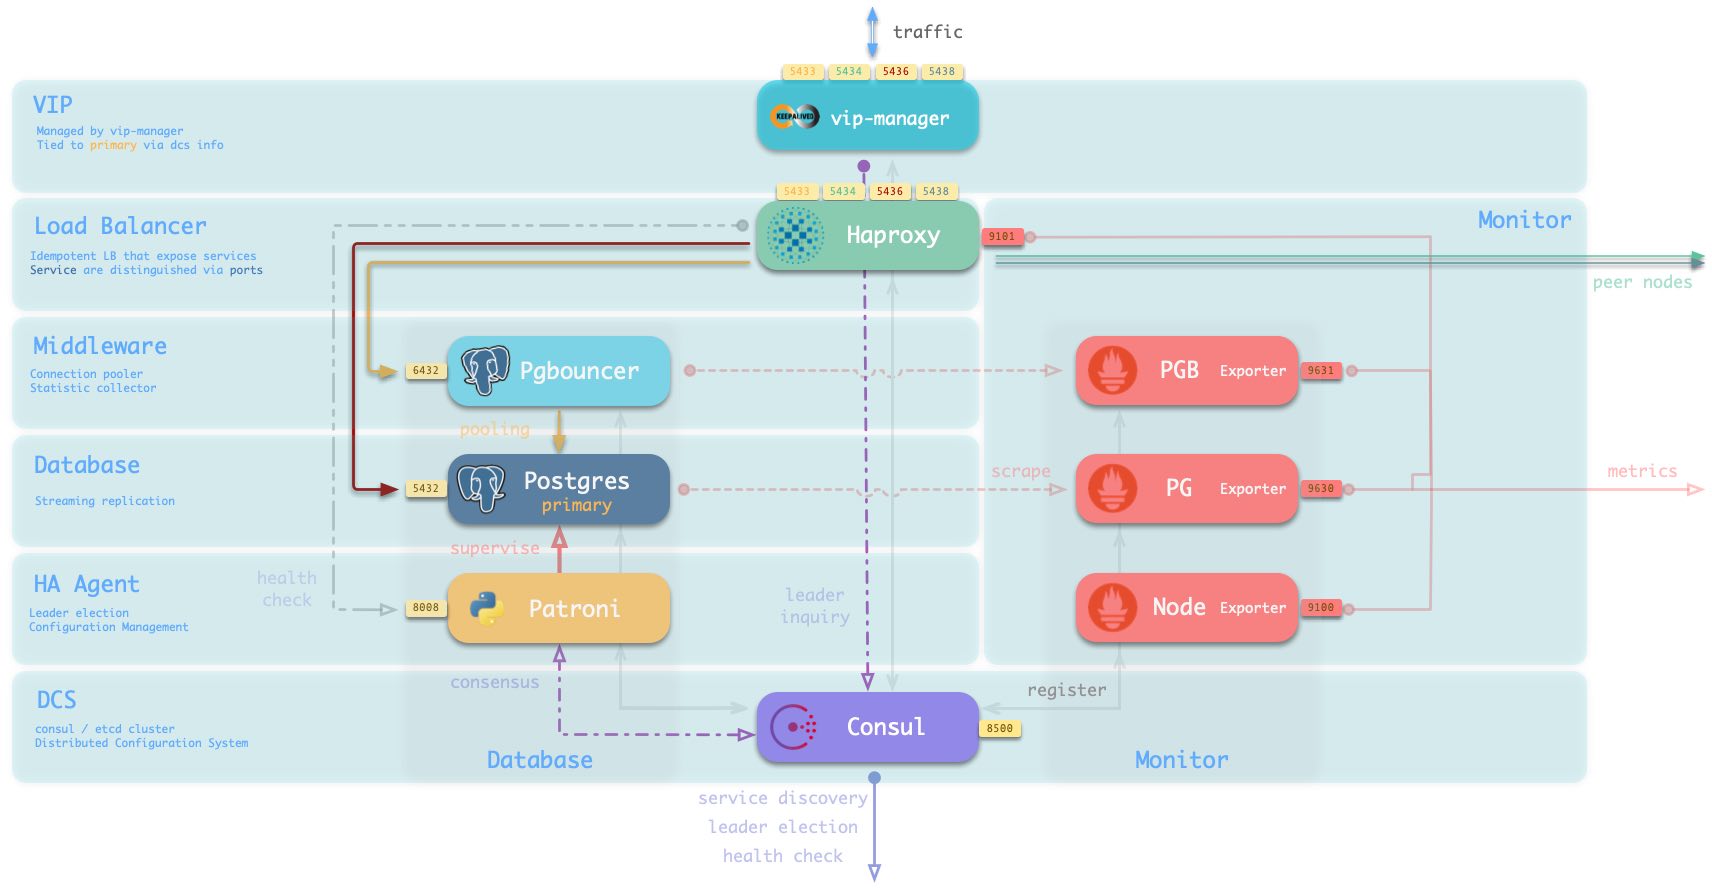 traffic
5433 5434 5436 5438
VIP
Managed by vip-manager
Tied to primary via dcs info
KEEPALIVED
vip-manager
5433 5434 5436 5438
Load Balancer
Idempotent LB that expose services
Service are distinguished via ports
Haproxy
9101
Monitor
peer nodes
Middleware
Connection pooler
Statistic collector
6432
Pgbouncer
PGB Exporter
9631
pooling
Database
Streaming replication
5432
Postgres
primary
scrape
PG Exporter
9630
metrics
supervise
HA Agent
Leader election
Configuration Management
health
check
8008
Patroni
leader
inquiry
Node Exporter
9100
consensus
register
DCS
consul / etcd cluster
Distributed Configuration System
Consul
8500
Database
Monitor
service discovery
leader election
health check